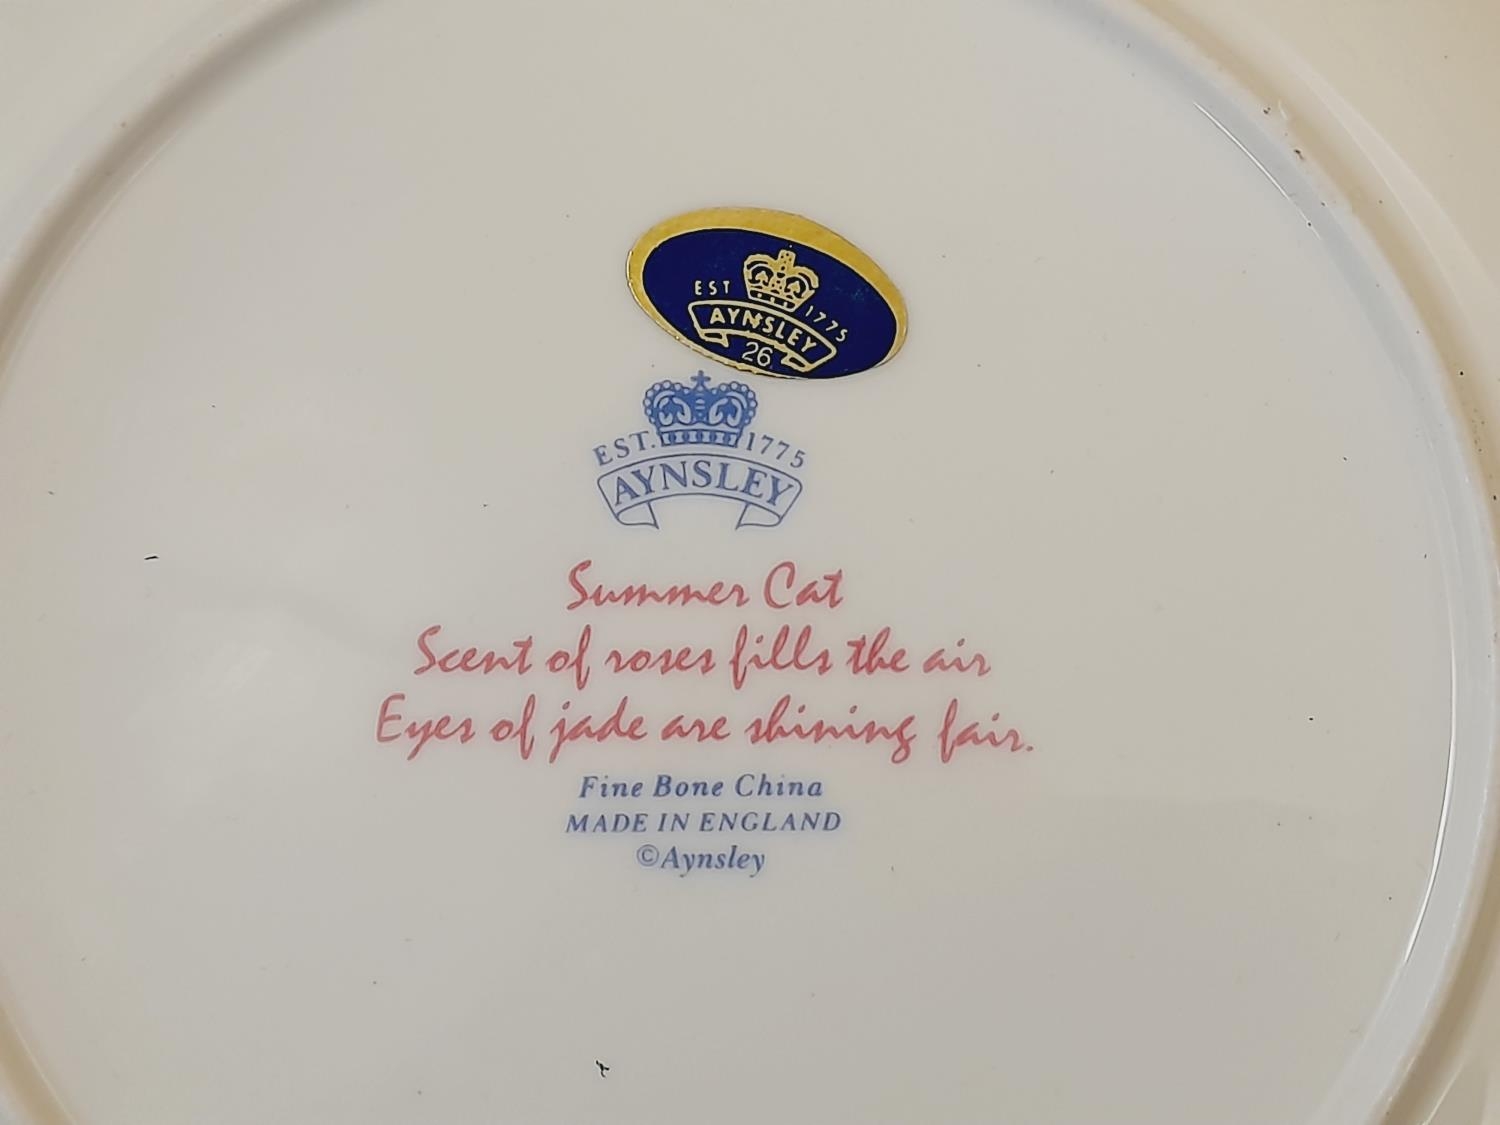 EST 1775
AYNSLEY
26
EST. 1775
AYNSLEY
Summer Cat
Scent of roses fills the air
Eyes of jade are shining fair.
Fine Bone China
MADE IN ENGLAND
©Aynsley